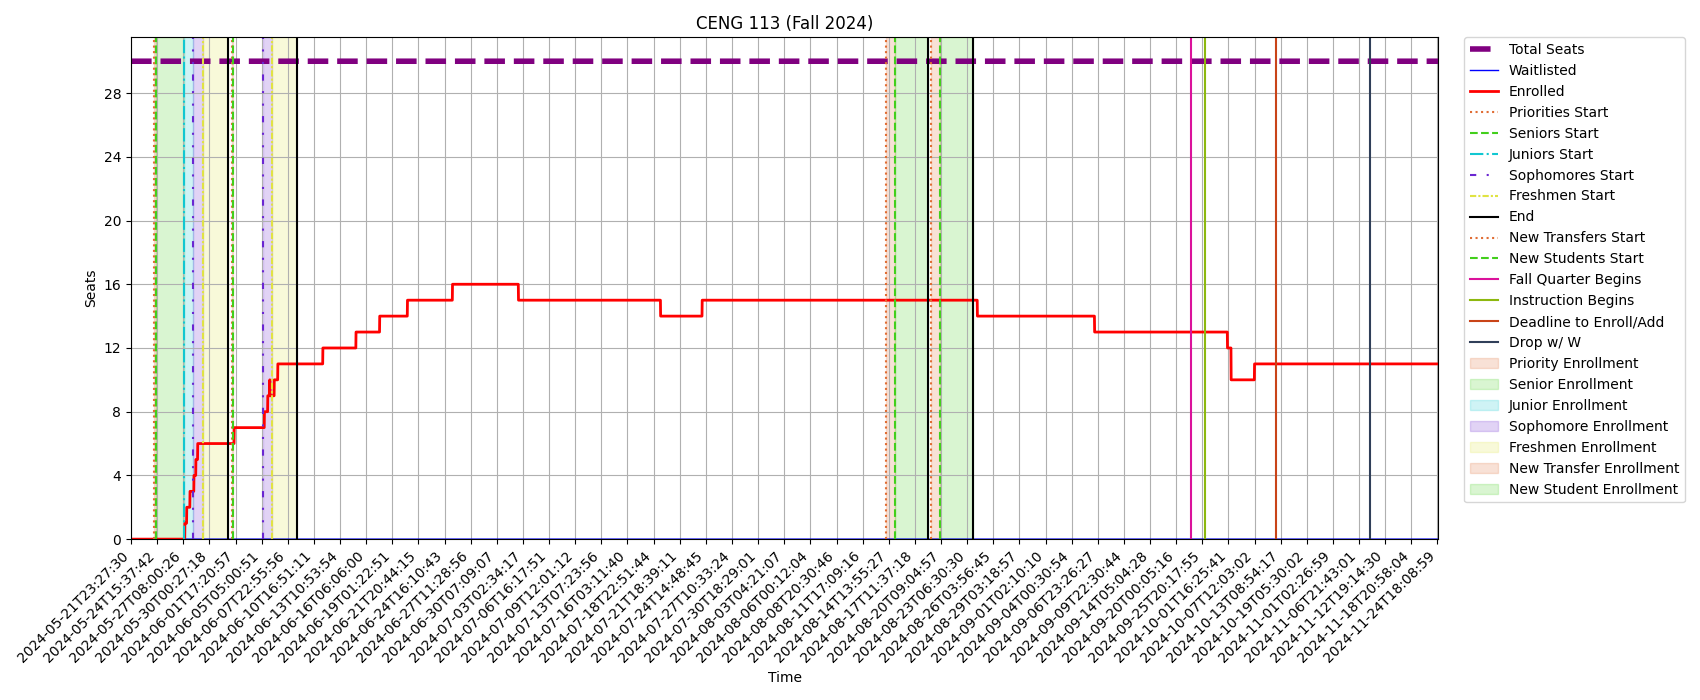 CENG 113 (Fall 2024)
28
24
20
16
12
8
4
0
Seats
2024-05-21T23:27:30
2024-05-24T15:37:42
2024-05-27T08:00:26
2024-05-30T00:27:18
2024-06-01T17:20:57
2024-06-05T05:00:51
2024-06-07T22:55:56
2024-06-10T16:51:11
2024-06-13T10:53:54
2024-06-16T06:06:00
2024-06-19T01:22:51
2024-06-21T20:44:15
2024-06-24T16:10:43
2024-06-27T11:28:56
2024-06-30T07:09:07
2024-07-03T02:34:17
2024-07-06T16:17:51
2024-07-09T12:01:12
2024-07-13T07:23:56
2024-07-16T03:11:40
2024-07-18T22:51:44
2024-07-21T18:39:11
2024-07-24T14:48:45
2024-07-27T10:33:24
2024-07-30T18:29:01
2024-08-03T04:21:07
2024-08-06T00:12:04
2024-08-08T20:30:46
2024-08-11T17:09:16
2024-08-14T13:55:27
2024-08-17T11:37:18
2024-08-20T09:04:57
2024-08-23T06:30:30
2024-08-26T03:56:45
2024-08-29T03:18:57
2024-09-01T02:10:10
2024-09-04T00:30:54
2024-09-06T23:26:27
2024-09-09T22:30:44
2024-09-14T05:04:28
2024-09-20T00:05:16
2024-09-25T20:17:55
2024-10-01T16:25:41
2024-10-07T12:03:02
2024-10-13T08:54:17
2024-10-19T05:30:02
2024-11-01T02:26:59
2024-11-06T21:43:01
2024-11-12T19:14:30
2024-11-18T20:58:04
2024-11-24T18:08:59
Time
Total Seats
Waitlisted
Enrolled
Priorities Start
Seniors Start
Juniors Start
Sophomores Start
Freshmen Start
End
New Transfers Start
New Students Start
Fall Quarter Begins
Instruction Begins
Deadline to Enroll/Add
Drop w/ W
Priority Enrollment
Senior Enrollment
Junior Enrollment
Sophomore Enrollment
Freshmen Enrollment
New Transfer Enrollment
New Student Enrollment